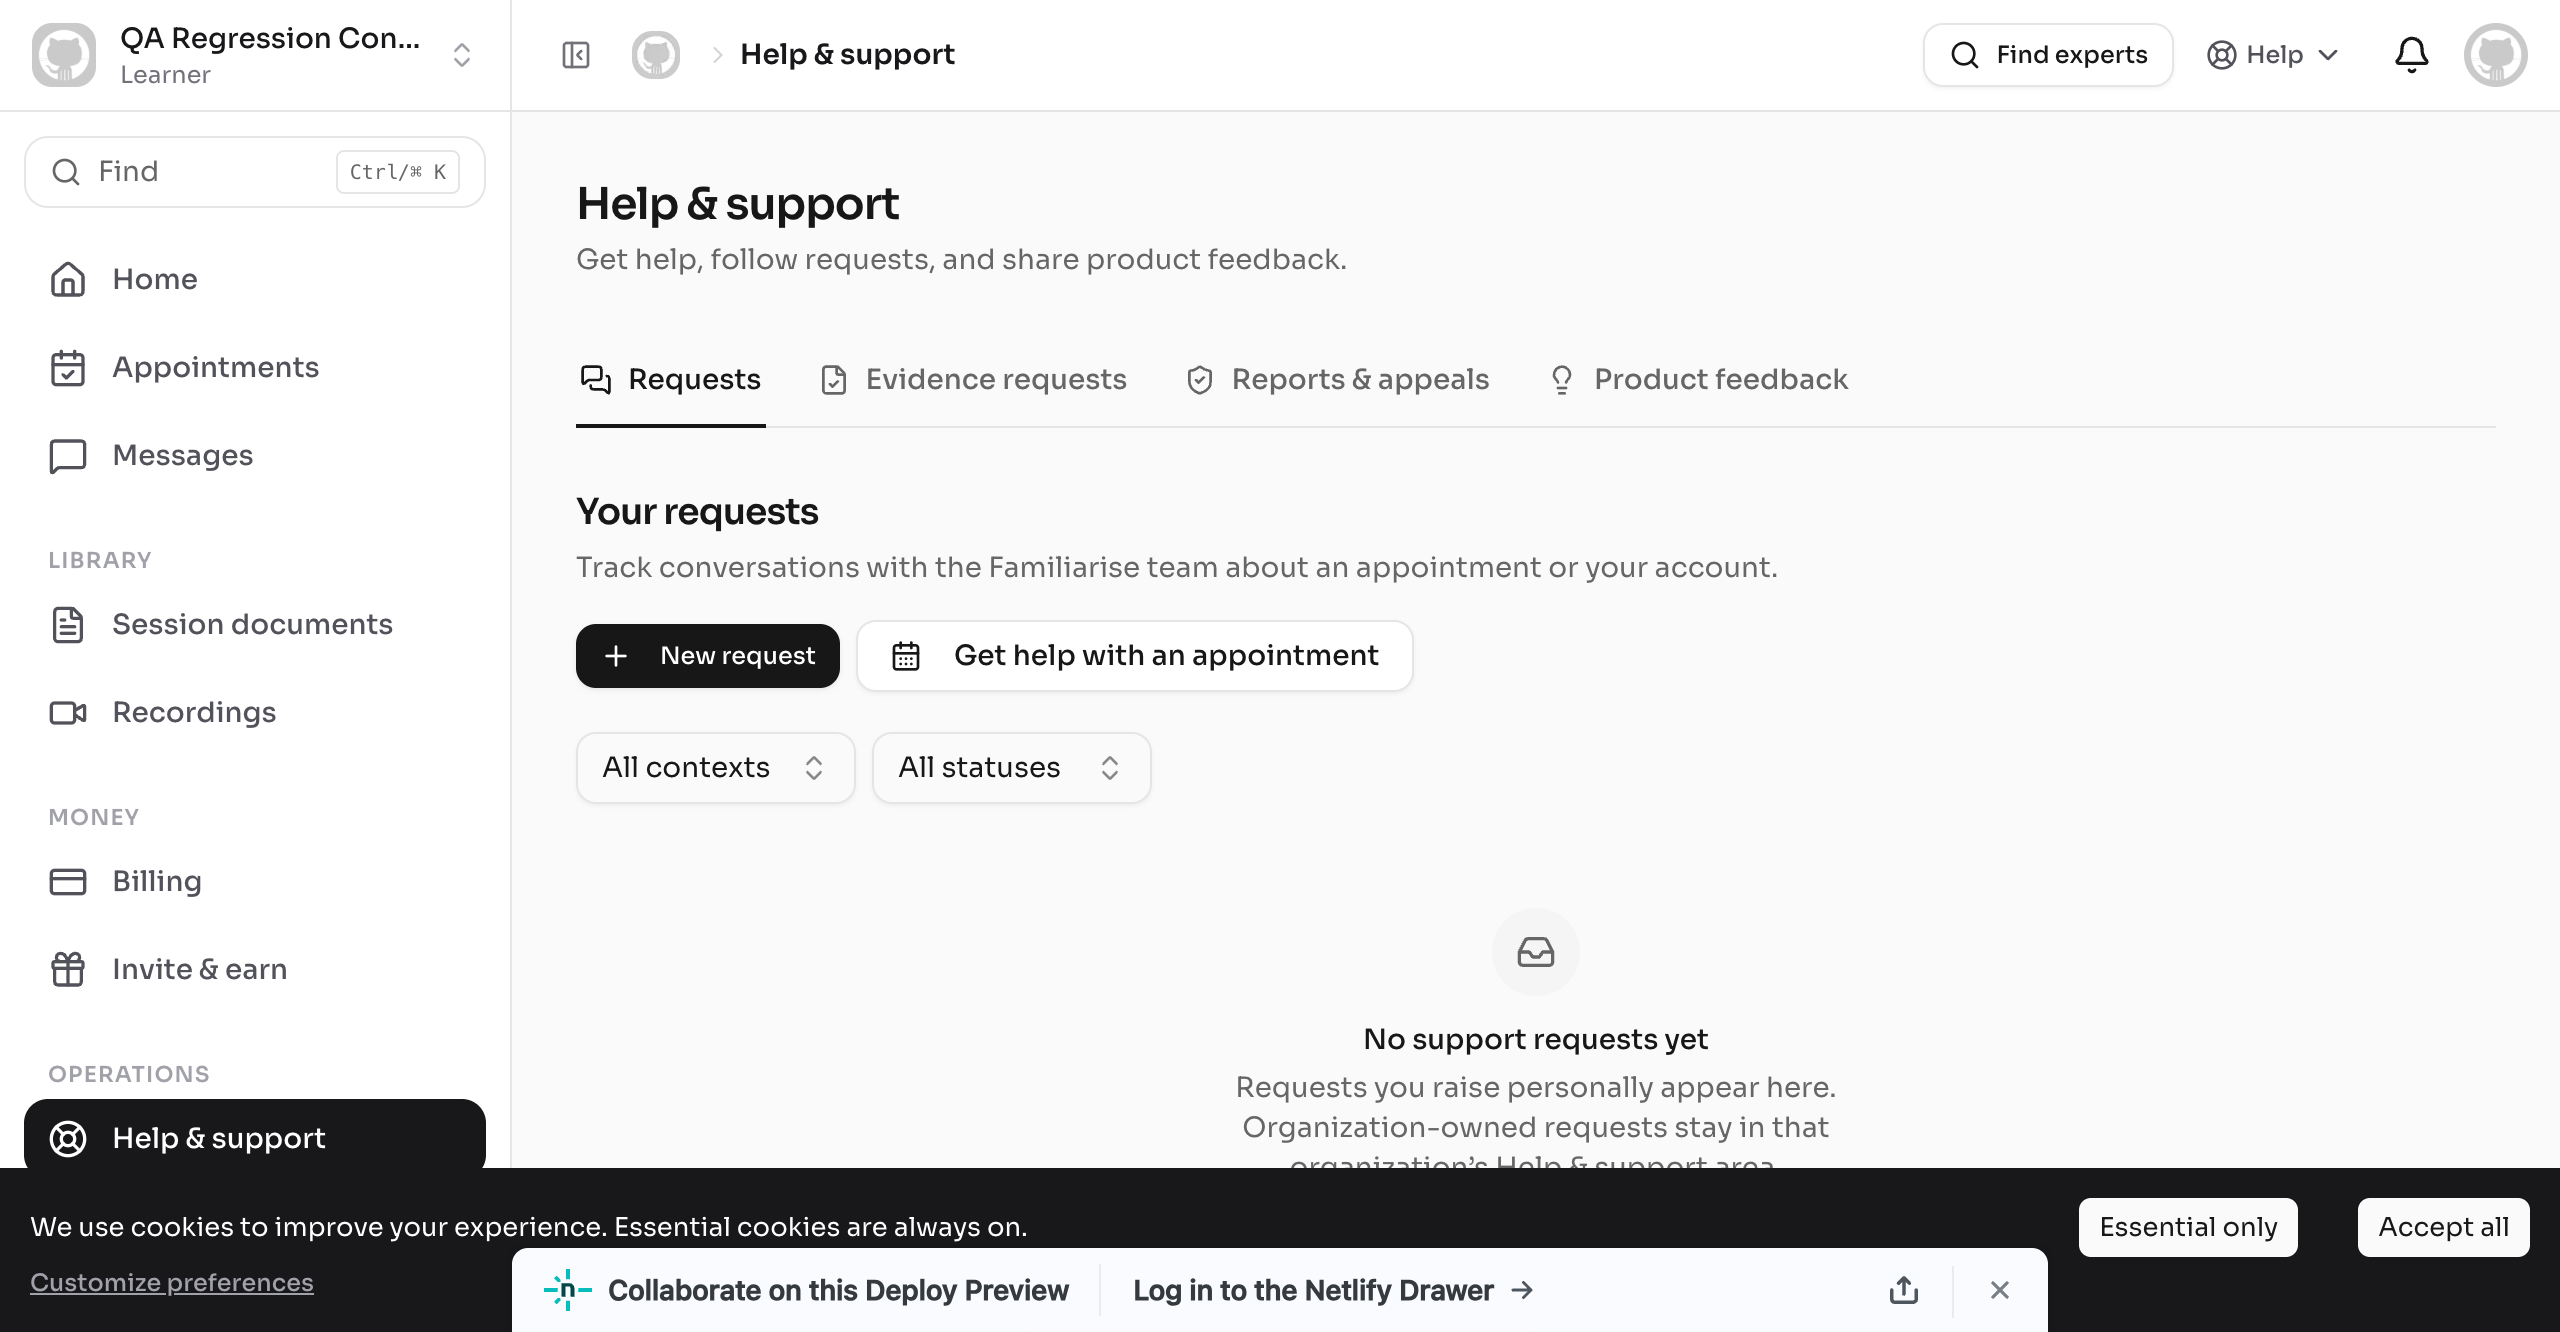 QA Regression Con...
Learner
Help & support
Find experts
Help
Find
Ctrl/⌘ K
Home
Appointments
Messages
LIBRARY
Session documents
Recordings
MONEY
Billing
Invite & earn
OPERATIONS
Help & support
Help & support
Get help, follow requests, and share product feedback.
Requests
Evidence requests
Reports & appeals
Product feedback
Your requests
Track conversations with the Familiarise team about an appointment or your account.
New request
Get help with an appointment
All contexts
All statuses
No support requests yet
Requests you raise personally appear here.
Organization-owned requests stay in that
organization’s Help & support area.
We use cookies to improve your experience. Essential cookies are always on.
Customize preferences
Essential only
Accept all
Collaborate on this Deploy Preview
Log in to the Netlify Drawer →